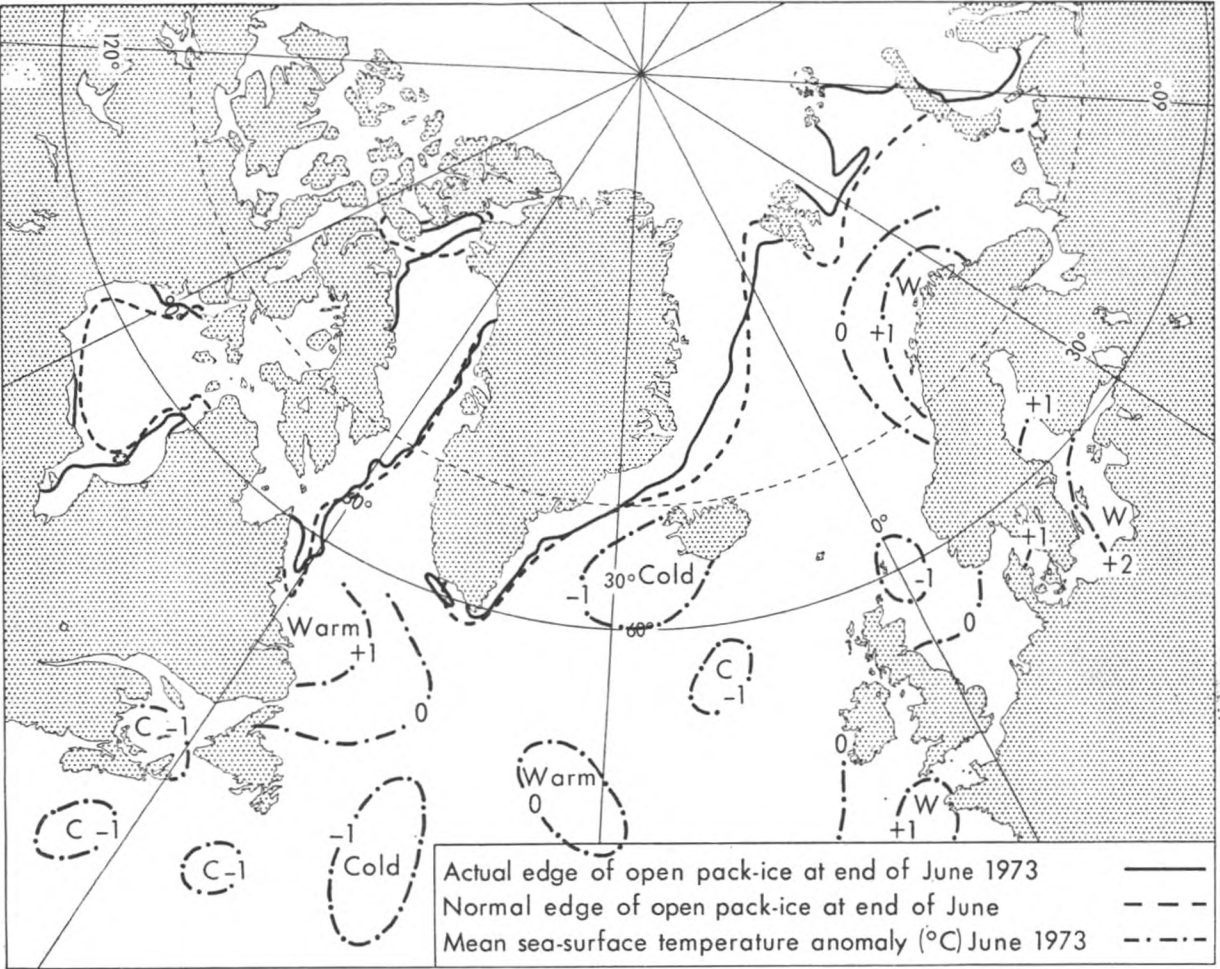 120°
60°
W
0
+1
90°
30°
+1
60°
0°
W
+1
+2
30° Cold
-1
-1
60°
0
Warm
+1
C
-1
0
C -1
0
Warm
0
W
+1
C -1
-1
Cold
C -1
Actual edge of open pack-ice at end of June 1973
Normal edge of open pack-ice at end of June
Mean sea-surface temperature anomaly (°C) June 1973